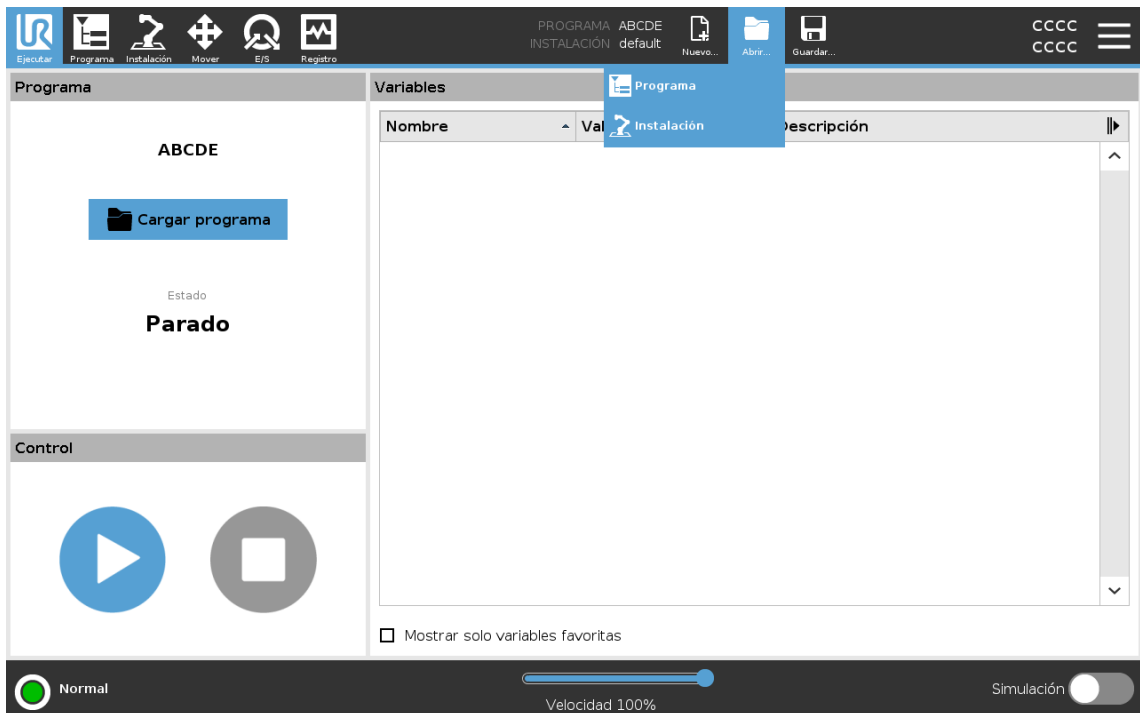 PROGRAMA ABCDE
INSTALACIÓN default
Ejecutar
Programa
Instalación
Mover
E/S
Registro
Nuevo...
Abrir...
Guardar...
CCCC
CCCC
Programa
Instalación
Programa
ABCDE
Cargar programa
Estado
Parado
Control
Variables
Nombre
Descripción
Mostrar solo variables favoritas
Normal
Velocidad 100%
Simulación